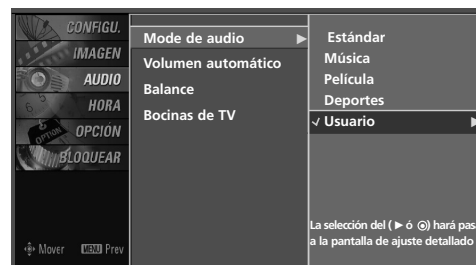 CONFIGU.
IMAGEN
AUDIO
HORA
OPCIÓN
BLOQUEAR
Mover MENU Prev
Mode de audio ►
Volumen automático
Balance
Bocinas de TV
Estándar
Música
Película
Deportes
✓ Usuario ►
La selección del ( ► ó ◉) hará pas
a la pantalla de ajuste detallado